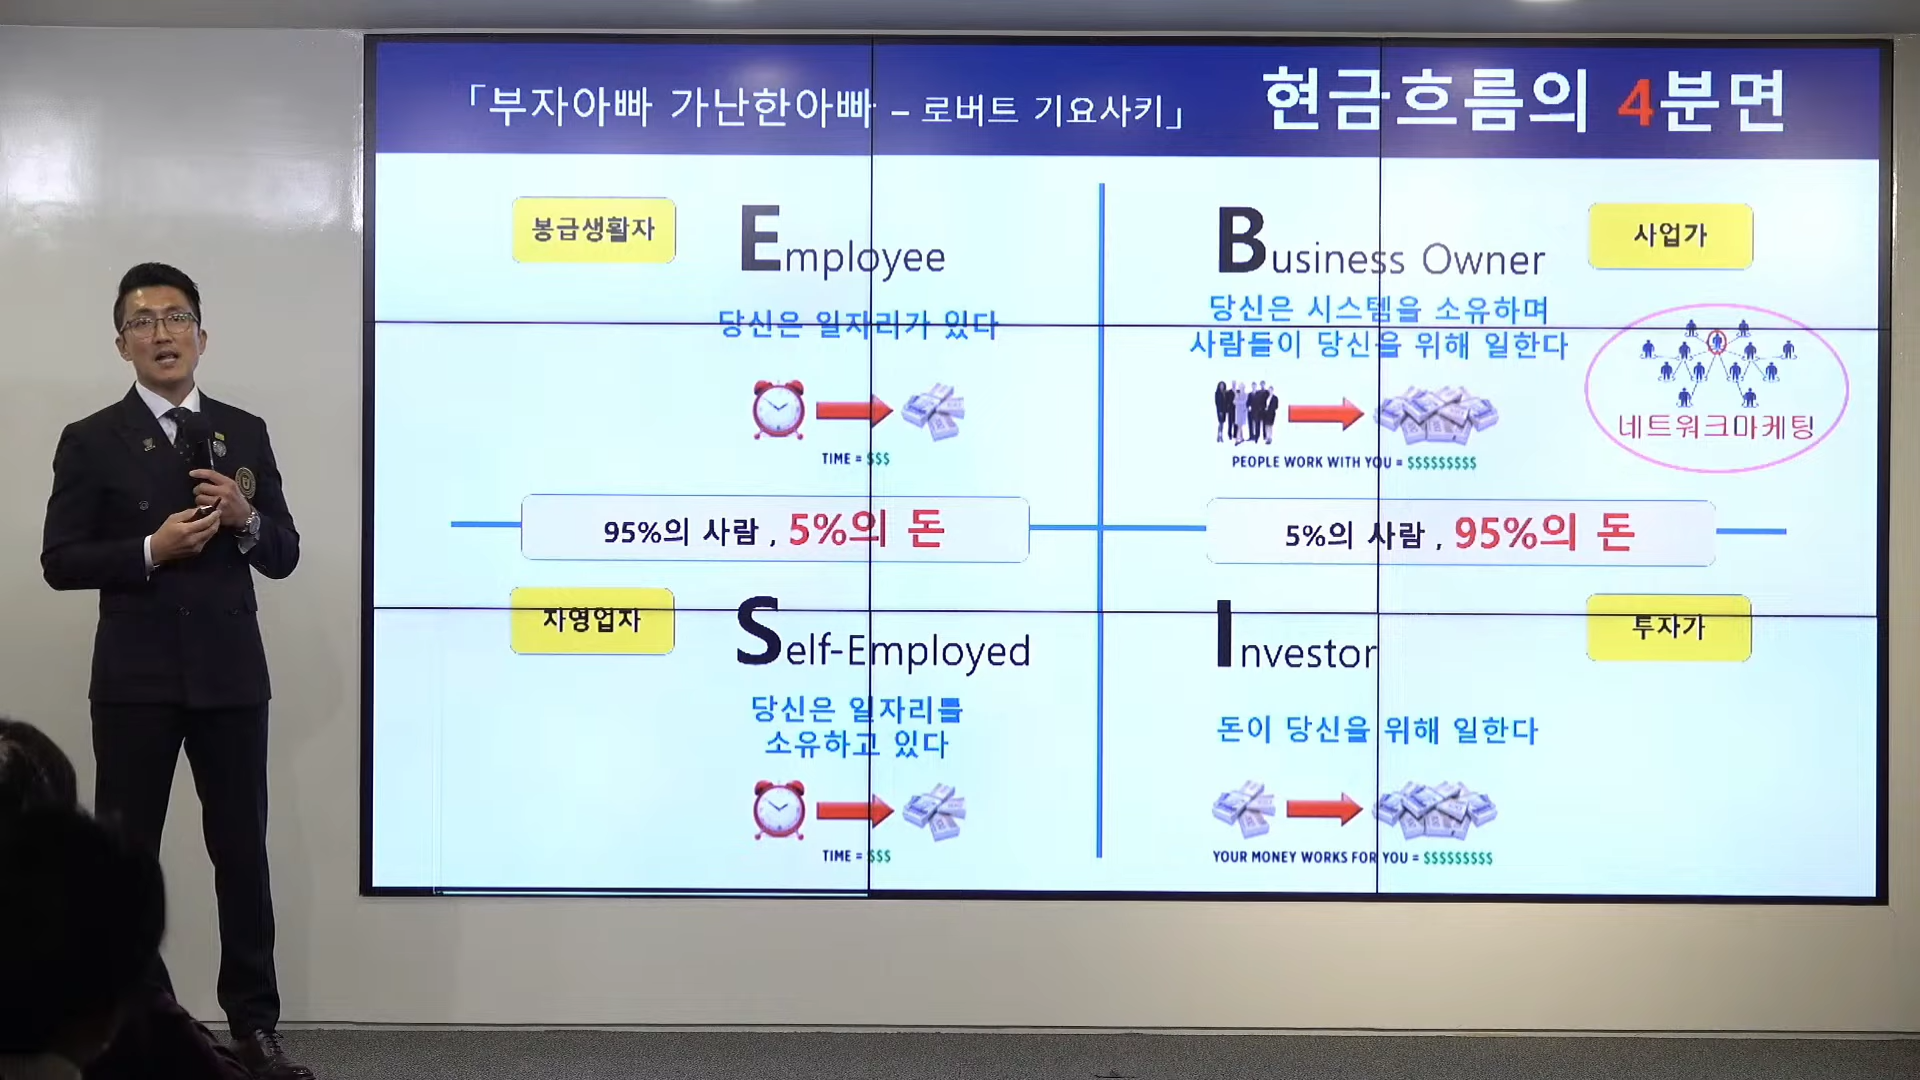 「부자아빠 가난한아빠 – 로버트 기요사키」
현금흐름의 4분면
봉급생활자
Employee
당신은 일자리가 있다
TIME = $$$
Business Owner
사업가
당신은 시스템을 소유하며
사람들이 당신을 위해 일한다
네트워크마케팅
PEOPLE WORK WITH YOU = $$$$$$$$$
95%의 사람 , 5%의 돈
5%의 사람 , 95%의 돈
자영업자
Self-Employed
당신은 일자리를
소유하고 있다
TIME = $$$
Investor
투자가
돈이 당신을 위해 일한다
YOUR MONEY WORKS FOR YOU = $$$$$$$$$